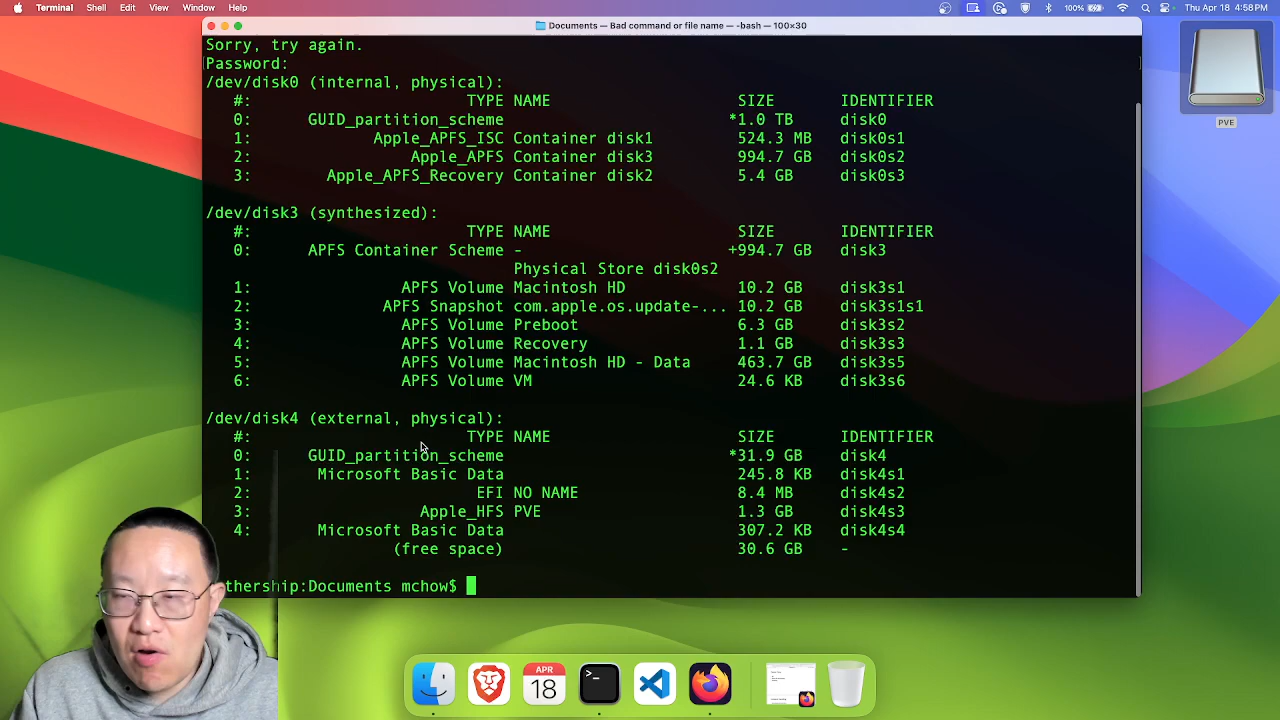 Terminal Shell Edit View Window Help 100% Thu Apr 18 4:58 PM
Documents — Bad command or file name — -bash — 100×30
Sorry, try again.
Password:
/dev/disk0 (internal, physical):
#: TYPE NAME SIZE IDENTIFIER
0: GUID_partition_scheme *1.0 TB disk0
1: Apple_APFS_ISC Container disk1 524.3 MB disk0s1
2: Apple_APFS Container disk3 994.7 GB disk0s2
3: Apple_APFS_Recovery Container disk2 5.4 GB disk0s3
/dev/disk3 (synthesized):
#: TYPE NAME SIZE IDENTIFIER
0: APFS Container Scheme - +994.7 GB disk3
Physical Store disk0s2
1: APFS Volume Macintosh HD 10.2 GB disk3s1
2: APFS Snapshot com.apple.os.update-... 10.2 GB disk3s1s1
3: APFS Volume Preboot 6.3 GB disk3s2
4: APFS Volume Recovery 1.1 GB disk3s3
5: APFS Volume Macintosh HD - Data 463.7 GB disk3s5
6: APFS Volume VM 24.6 KB disk3s6
/dev/disk4 (external, physical):
#: TYPE NAME SIZE IDENTIFIER
0: GUID_partition_scheme *31.9 GB disk4
1: Microsoft Basic Data 245.8 KB disk4s1
2: EFI NO NAME 8.4 MB disk4s2
3: Apple_HFS PVE 1.3 GB disk4s3
4: Microsoft Basic Data 307.2 KB disk4s4
(free space) 30.6 GB -
thership:Documents mchow$
PVE
APR
18
>_